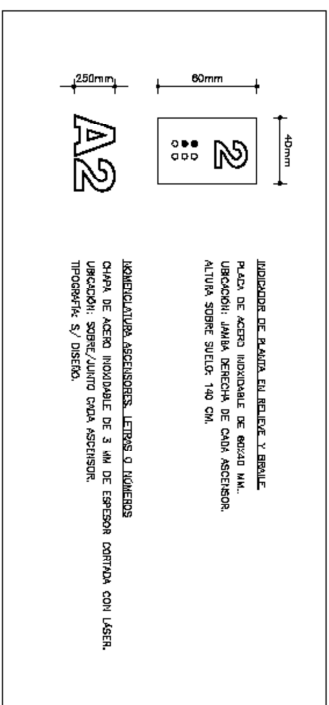 40mm
60mm
2
INDICADOR DE PLANTA EN RELIEVE Y BRAILE
PLACA DE ACERO INOXIDABLE DE 60X40 MM.
UBICACIÓN: JAMBA DERECHA DE CADA ASCENSOR.
ALTURA SOBRE SUELO: 140 CM.
250mm
A2
NOMENCLATURA ASCENSORES. LETRAS O NÚMEROS
CHAPA DE ACERO INOXIDABLE DE 3 MM DE ESPESOR CORTADA CON LÁSER.
UBICACIÓN: SOBRE/JUNTO CADA ASCENSOR.
TIPOGRAFÍA: S/ DISEÑO.